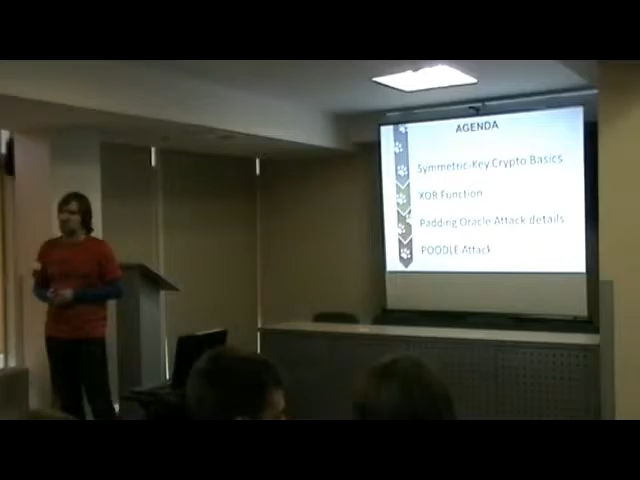 AGENDA
Symmetric-Key Crypto Basics
XOR Function
Padding Oracle Attack details
POODLE Attack